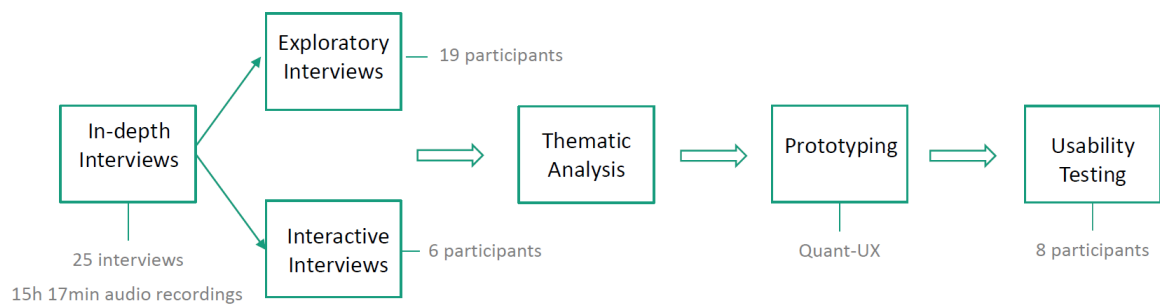 In-depth
Interviews
25 interviews
15h 17min audio recordings
Exploratory
Interviews
19 participants
Interactive
Interviews
6 participants
Thematic
Analysis
Prototyping
Quant-UX
Usability
Testing
8 participants